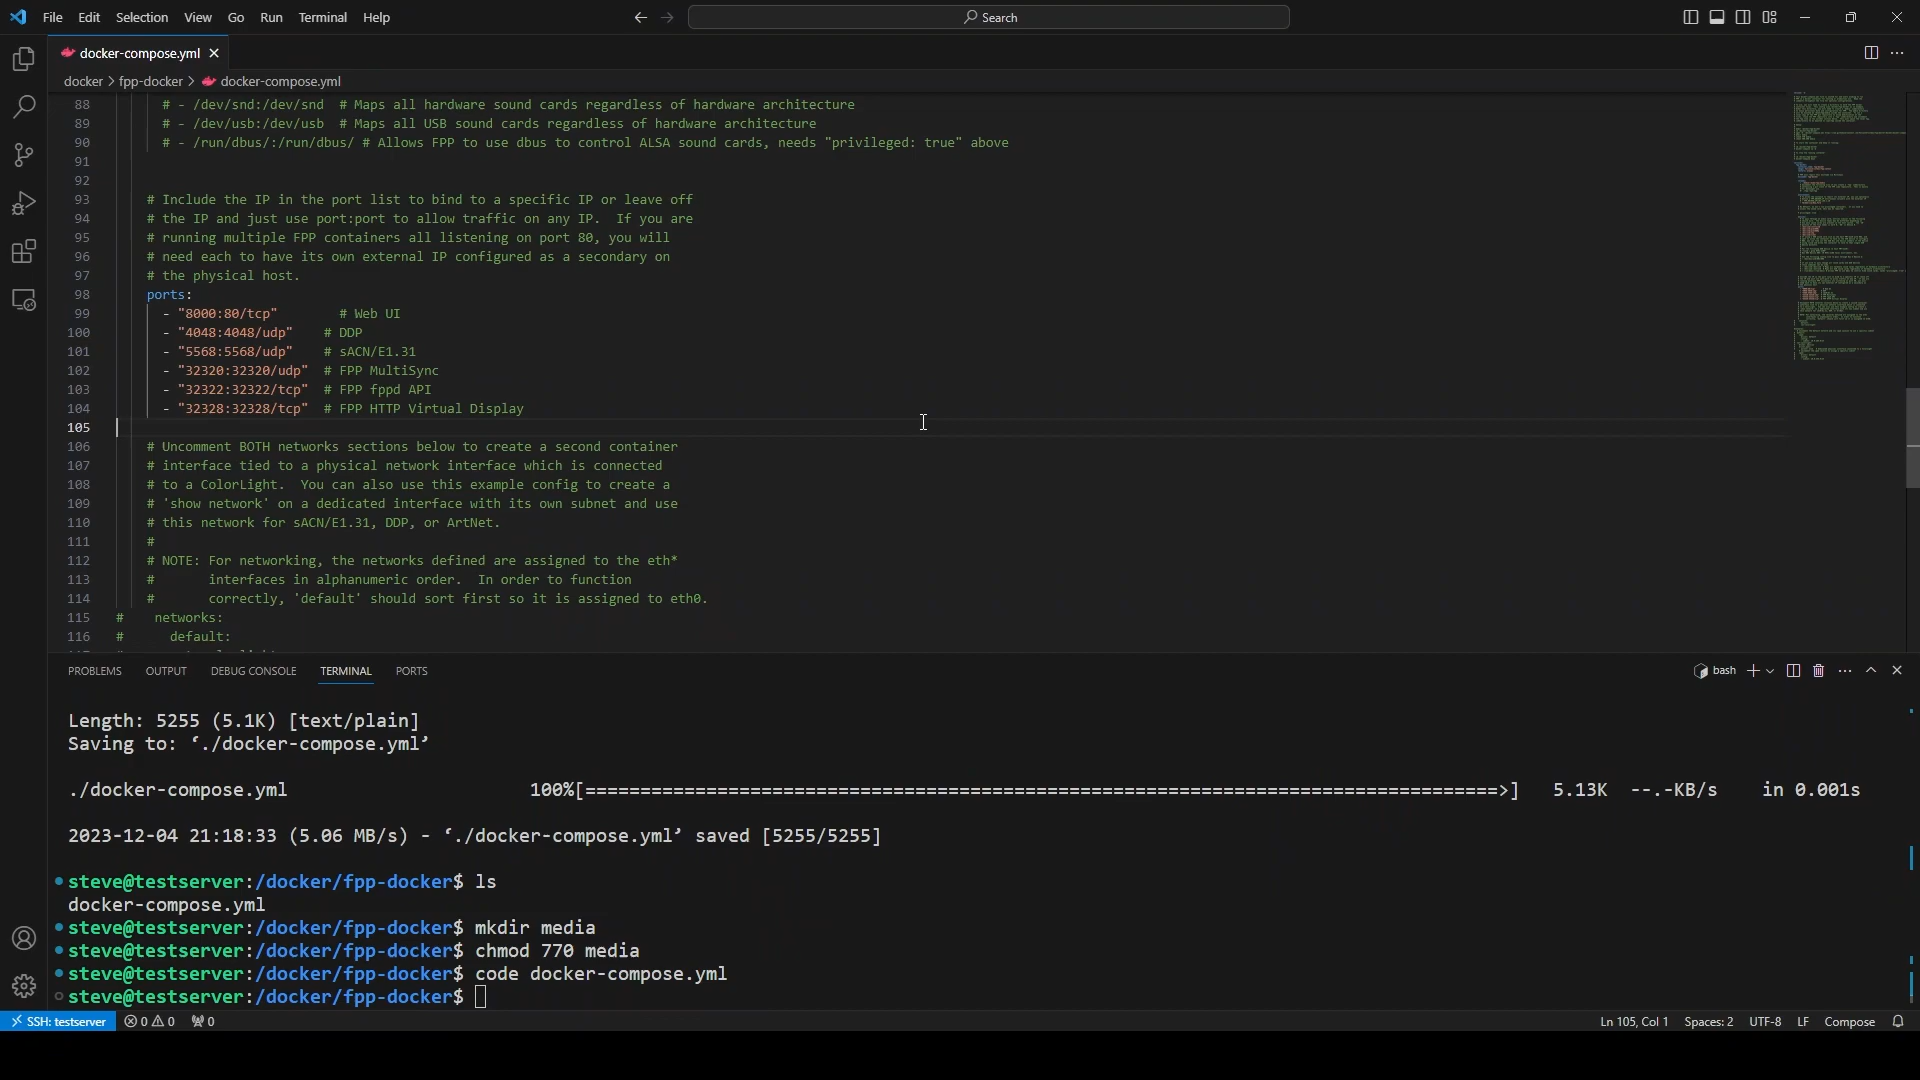 File Edit Selection View Go Run Terminal Help
Search
docker-compose.yml
docker > fpp-docker > docker-compose.yml
88 # - /dev/snd:/dev/snd # Maps all hardware sound cards regardless of hardware architecture
89 # - /dev/usb:/dev/usb # Maps all USB sound cards regardless of hardware architecture
90 # - /run/dbus/:/run/dbus/ # Allows FPP to use dbus to control ALSA sound cards, needs "privileged: true" above
91
92
93 # Include the IP in the port list to bind to a specific IP or leave off
94 # the IP and just use port:port to allow traffic on any IP. If you are
95 # running multiple FPP containers all listening on port 80, you will
96 # need each to have its own external IP configured as a secondary on
97 # the physical host.
98 ports:
99 - "8000:80/tcp" # Web UI
100 - "4048:4048/udp" # DDP
101 - "5568:5568/udp" # sACN/E1.31
102 - "32320:32320/udp" # FPP MultiSync
103 - "32322:32322/tcp" # FPP fppd API
104 - "32328:32328/tcp" # FPP HTTP Virtual Display
105
106 # Uncomment BOTH networks sections below to create a second container
107 # interface tied to a physical network interface which is connected
108 # to a ColorLight. You can also use this example config to create a
109 # 'show network' on a dedicated interface with its own subnet and use
110 # this network for sACN/E1.31, DDP, or ArtNet.
111 #
112 # NOTE: For networking, the networks defined are assigned to the eth*
113 # interfaces in alphanumeric order. In order to function
114 # correctly, 'default' should sort first so it is assigned to eth0.
115 # networks:
116 # default:
PROBLEMS OUTPUT DEBUG CONSOLE TERMINAL PORTS bash
Length: 5255 (5.1K) [text/plain]
Saving to: ‘./docker-compose.yml’
./docker-compose.yml 100%[===================================================================================>] 5.13K --.-KB/s in 0.001s
2023-12-04 21:18:33 (5.06 MB/s) - ‘./docker-compose.yml’ saved [5255/5255]
steve@testserver:/docker/fpp-docker$ ls
docker-compose.yml
steve@testserver:/docker/fpp-docker$ mkdir media
steve@testserver:/docker/fpp-docker$ chmod 770 media
steve@testserver:/docker/fpp-docker$ code docker-compose.yml
steve@testserver:/docker/fpp-docker$
SSH: testserver 0 0 0 Ln 105, Col 1 Spaces: 2 UTF-8 LF Compose